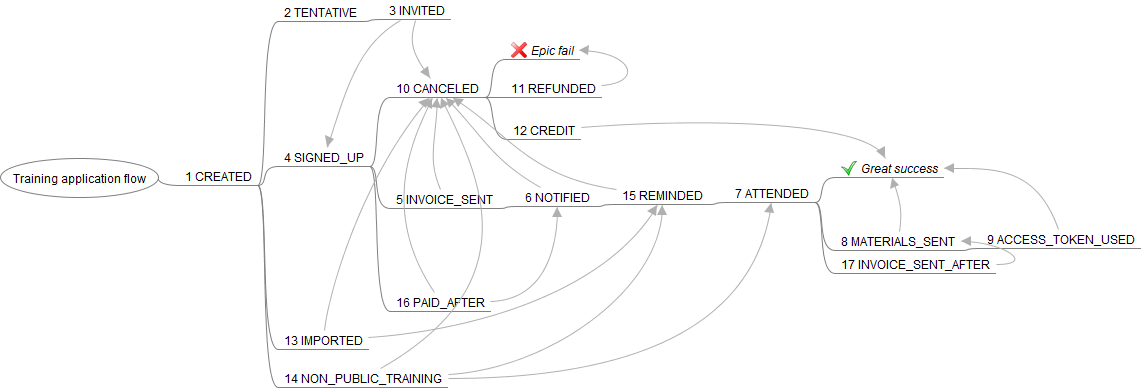 2 TENTATIVE
3 INVITED
Epic fail
10 CANCELED
11 REFUNDED
12 CREDIT
4 SIGNED_UP
Training application flow
1 CREATED
Great success
5 INVOICE_SENT
6 NOTIFIED
15 REMINDED
7 ATTENDED
8 MATERIALS_SENT
9 ACCESS_TOKEN_USED
17 INVOICE_SENT_AFTER
16 PAID_AFTER
13 IMPORTED
14 NON_PUBLIC_TRAINING